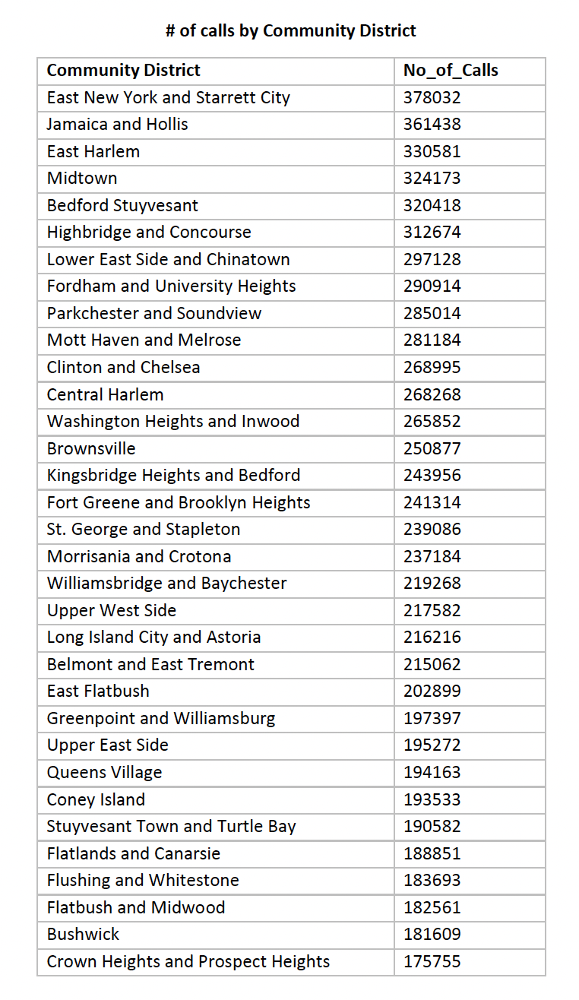 # of calls by Community District
Community District No_of_Calls
East New York and Starrett City 378032
Jamaica and Hollis 361438
East Harlem 330581
Midtown 324173
Bedford Stuyvesant 320418
Highbridge and Concourse 312674
Lower East Side and Chinatown 297128
Fordham and University Heights 290914
Parkchester and Soundview 285014
Mott Haven and Melrose 281184
Clinton and Chelsea 268995
Central Harlem 268268
Washington Heights and Inwood 265852
Brownsville 250877
Kingsbridge Heights and Bedford 243956
Fort Greene and Brooklyn Heights 241314
St. George and Stapleton 239086
Morrisania and Crotona 237184
Williamsbridge and Baychester 219268
Upper West Side 217582
Long Island City and Astoria 216216
Belmont and East Tremont 215062
East Flatbush 202899
Greenpoint and Williamsburg 197397
Upper East Side 195272
Queens Village 194163
Coney Island 193533
Stuyvesant Town and Turtle Bay 190582
Flatlands and Canarsie 188851
Flushing and Whitestone 183693
Flatbush and Midwood 182561
Bushwick 181609
Crown Heights and Prospect Heights 175755